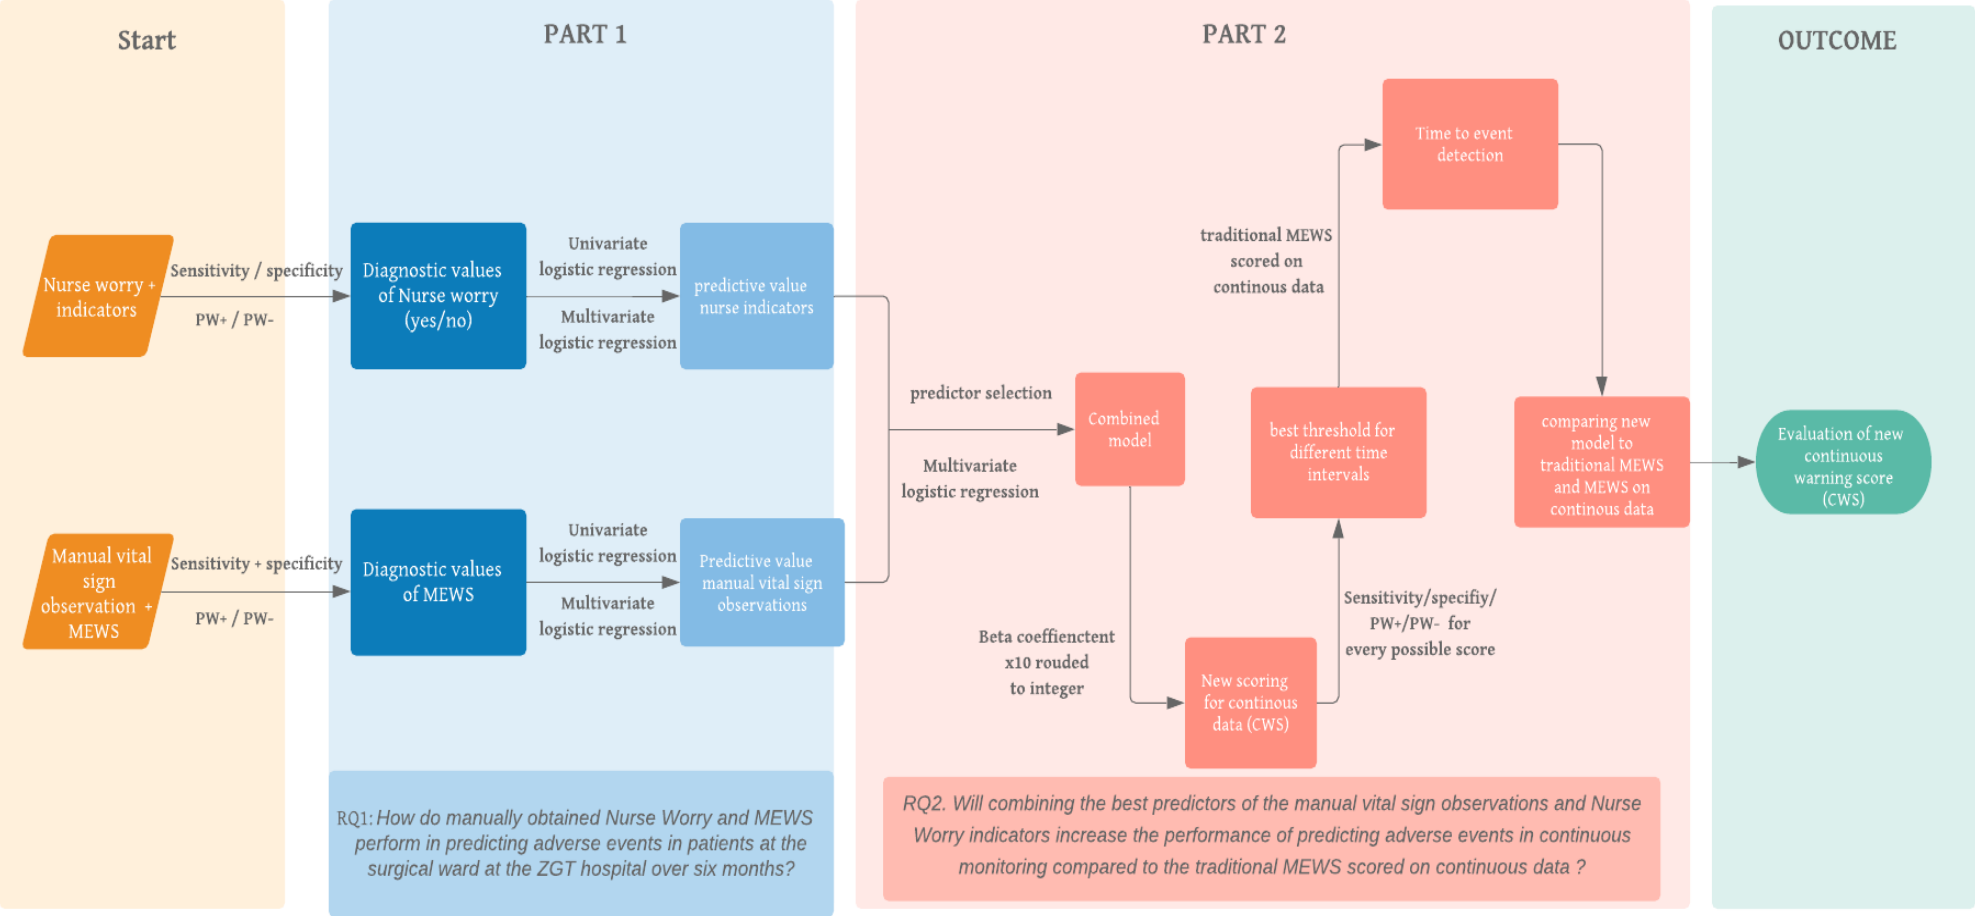 Start
Nurse worry +
indicators
Manual vital
sign
observation +
MEWS
Sensitivity / specificity
PW+ / PW-
Sensitivity + specificity
PW+ / PW-
PART 1
Diagnostic values
of Nurse worry
(yes/no)
Univariate
logistic regression
Multivariate
logistic regression
predictive value
nurse indicators
Diagnostic values
of MEWS
Univariate
logistic regression
Multivariate
logistic regression
Predictive value
manual vital sign
observations
RQ1: How do manually obtained Nurse Worry and MEWS
perform in predicting adverse events in patients at the
surgical ward at the ZGT hospital over six months?
PART 2
predictor selection
Multivariate
logistic regression
Combined
model
Beta coeffienctent
x10 rouded
to integer
New scoring
for continous
data (CWS)
Sensitivity/specifiy/
PW+/PW- for
every possible score
best threshold for
different time
intervals
traditional MEWS
scored on
continous data
Time to event
detection
comparing new
model to
traditional MEWS
and MEWS on
continous data
RQ2. Will combining the best predictors of the manual vital sign observations and Nurse
Worry indicators increase the performance of predicting adverse events in continuous
monitoring compared to the traditional MEWS scored on continuous data ?
OUTCOME
Evaluation of new
continuous
warning score
(CWS)